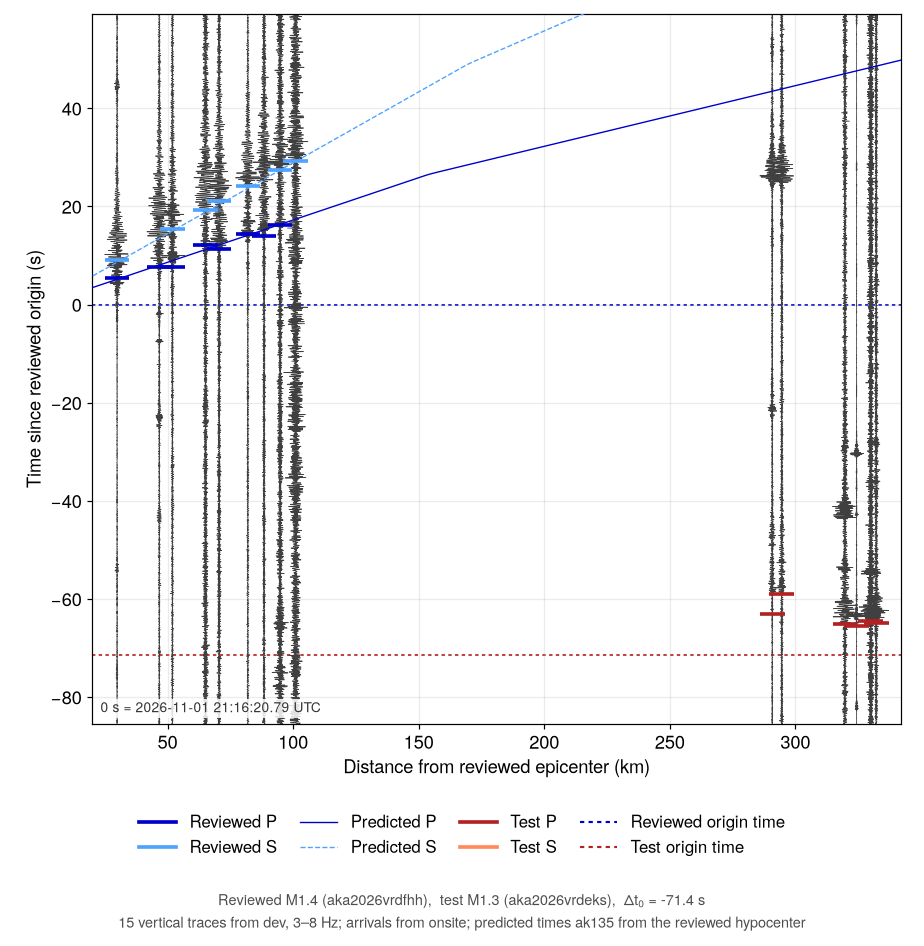 Time since reviewed origin (s)
40
20
0
−20
−40
−60
−80
0 s = 2026-11-01 21:16:20.79 UTC
50
100
150
200
250
300
Distance from reviewed epicenter (km)
Reviewed P
Predicted P
Test P
Reviewed origin time
Reviewed S
Predicted S
Test S
Test origin time
Reviewed M1.4 (aka2026vrdfhh), test M1.3 (aka2026vrdeks), Δt₀ = -71.4 s
15 vertical traces from dev, 3–8 Hz; arrivals from onsite; predicted times ak135 from the reviewed hypocenter